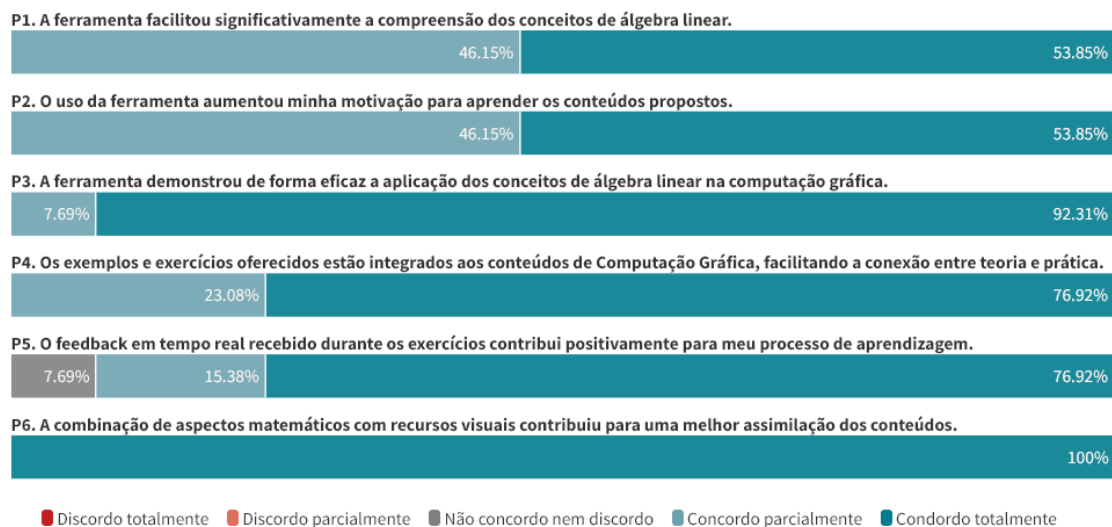 P1. A ferramenta facilitou significativamente a compreensão dos conceitos de álgebra linear.
46.15% 53.85%
P2. O uso da ferramenta aumentou minha motivação para aprender os conteúdos propostos.
46.15% 53.85%
P3. A ferramenta demonstrou de forma eficaz a aplicação dos conceitos de álgebra linear na computação gráfica.
7.69% 92.31%
P4. Os exemplos e exercícios oferecidos estão integrados aos conteúdos de Computação Gráfica, facilitando a conexão entre teoria e prática.
23.08% 76.92%
P5. O feedback em tempo real recebido durante os exercícios contribui positivamente para meu processo de aprendizagem.
7.69% 15.38% 76.92%
P6. A combinação de aspectos matemáticos com recursos visuais contribuiu para uma melhor assimilação dos conteúdos.
100%
Discordo totalmente Discordo parcialmente Não concordo nem discordo Concordo parcialmente Condordo totalmente